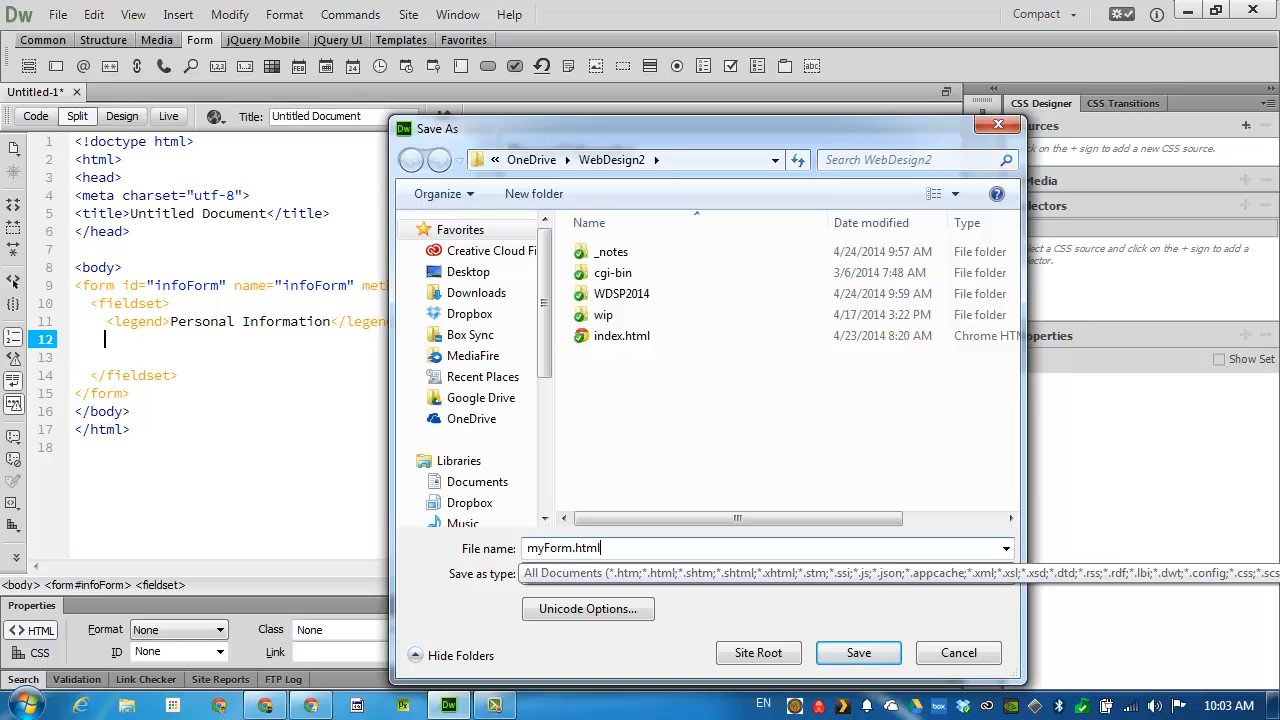 Dw File Edit View Insert Modify Format Commands Site Window Help Compact
Common Structure Media Form jQuery Mobile jQuery UI Templates Favorites
Untitled-1*
Code Split Design Live Title: Untitled Document
CSS Designer CSS Transitions
Dw Save As
ources
OneDrive WebDesign2 Search WebDesign2
ck on the + sign to add a new CSS source.
Organize New folder
Media
electors
lect a CSS source and click on the + sign to add a
elector.
operties
Show Set
1 <!doctype html>
2 <html>
3 <head>
4 <meta charset="utf-8">
5 <title>Untitled Document</title>
6 </head>
7
8 <body>
9 <form id="infoForm" name="infoForm" met
10 <fieldset>
11 <legend>Personal Information</legend
12
13
14 </fieldset>
15 </form>
16 </body>
17 </html>
18
Favorites
Creative Cloud Fi
Desktop
Downloads
Dropbox
Box Sync
MediaFire
Recent Places
Google Drive
OneDrive
Libraries
Documents
Dropbox
Music
Name Date modified Type
_notes 4/24/2014 9:57 AM File folder
cgi-bin 3/6/2014 7:48 AM File folder
WDSP2014 4/24/2014 9:59 AM File folder
wip 4/17/2014 3:22 PM File folder
index.html 4/23/2014 8:20 AM Chrome HTM
File name: myForm.html
Save as type: All Documents (*.htm;*.html;*.shtm;*.shtml;*.xhtml;*.stm;*.ssi;*.js;*.json;*.appcache;*.xml;*.xsl;*.xsd;*.dtd;*.rss;*.rdf;*.lbi;*.dwt;*.config;*.css;*.scs
Unicode Options...
Hide Folders Site Root Save Cancel
<body> <form#infoForm> <fieldset>
Properties
<> HTML Format None Class None
CSS ID None Link
Search Validation Link Checker Site Reports FTP Log
Dw EN box 10:03 AM